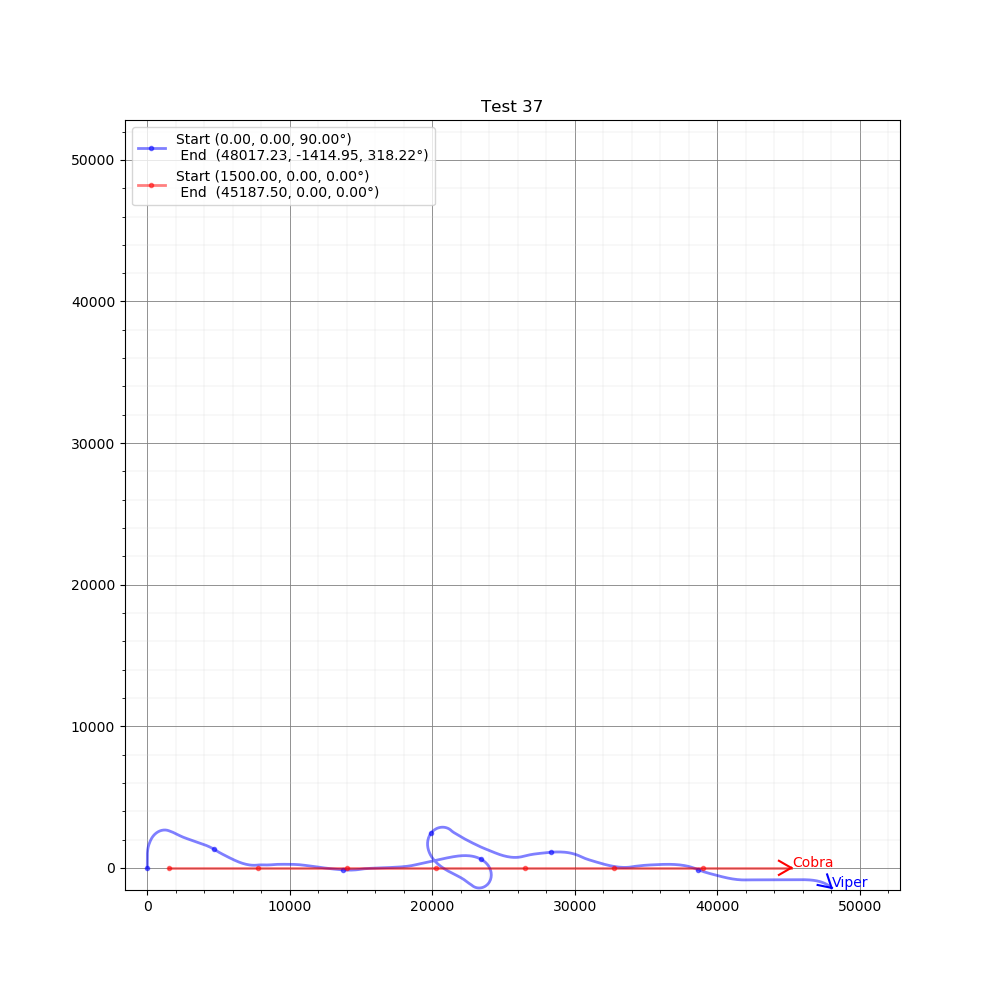 Test 37
Start (0.00, 0.00, 90.00°)
End (48017.23, -1414.95, 318.22°)
Start (1500.00, 0.00, 0.00°)
End (45187.50, 0.00, 0.00°)
50000
40000
30000
20000
10000
0
Cobra
Viper
0 10000 20000 30000 40000 50000